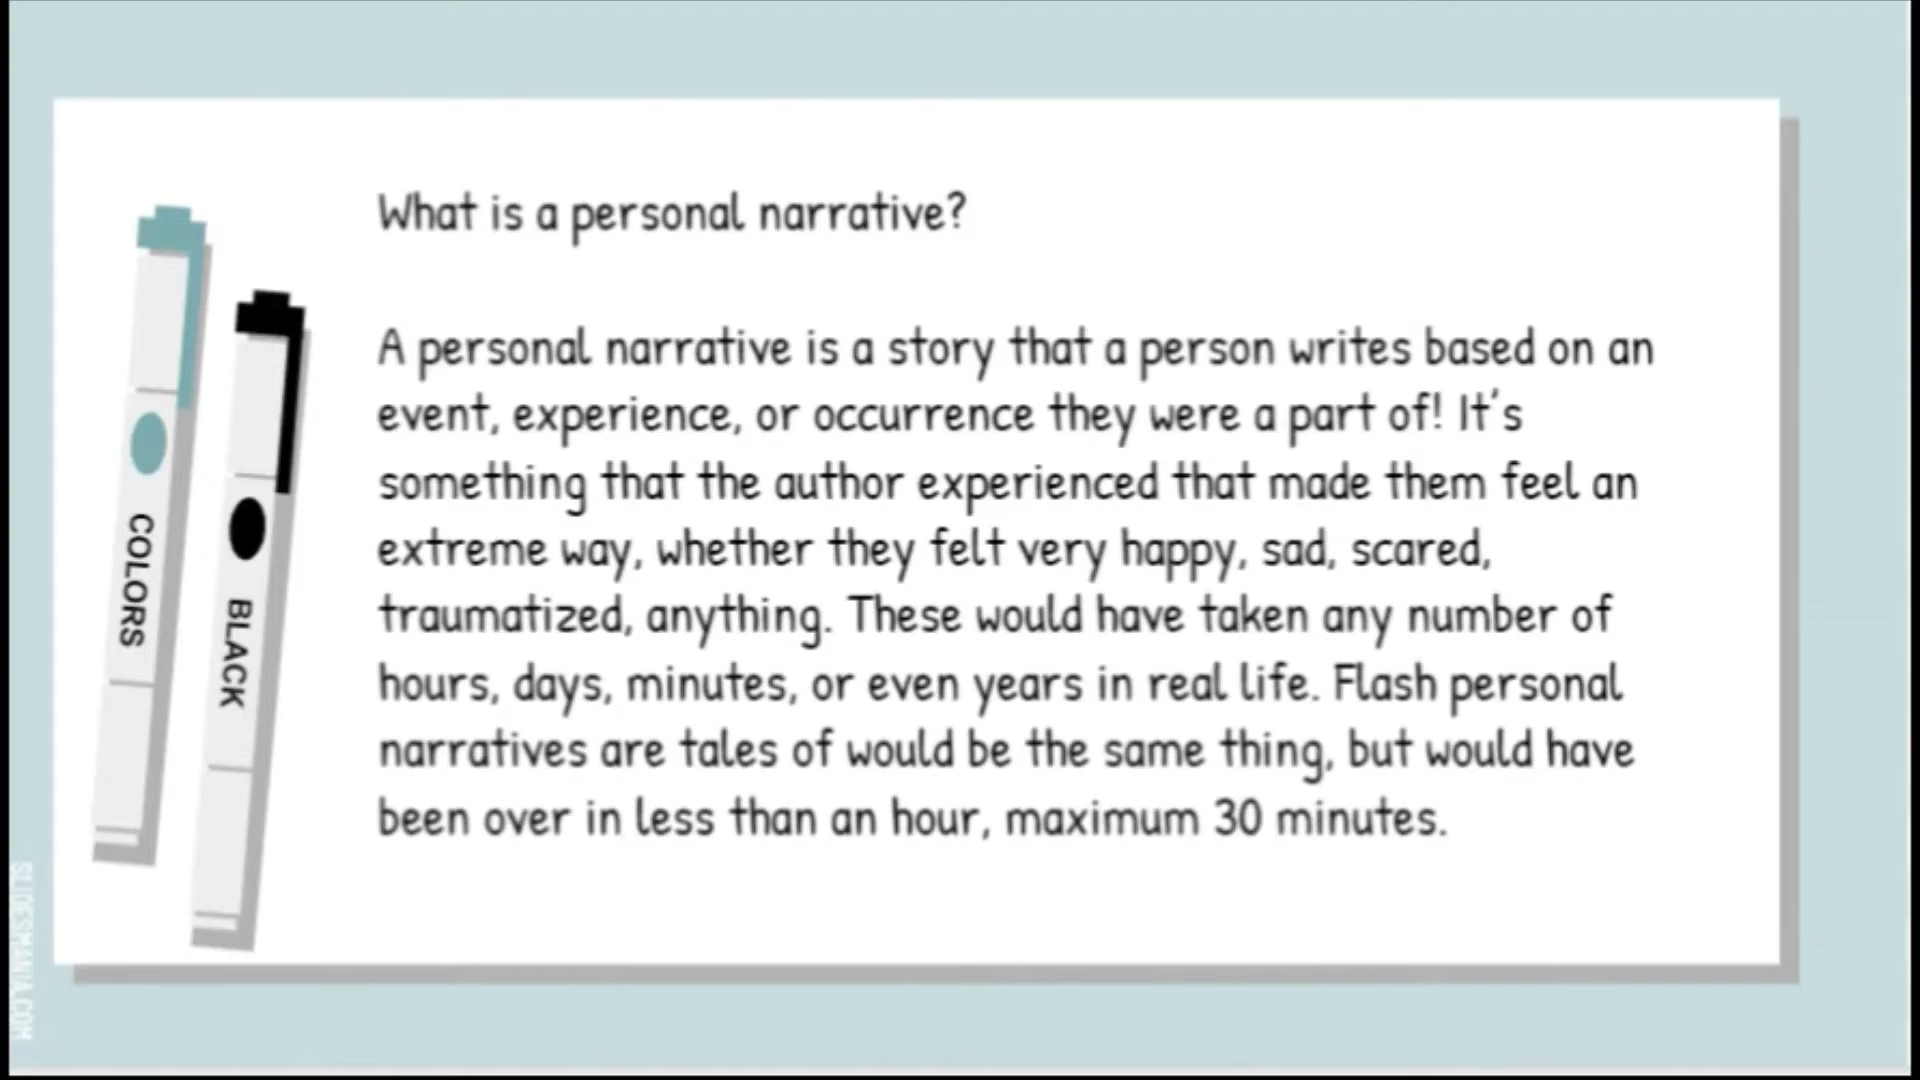 What is a personal narrative?
A personal narrative is a story that a person writes based on an
event, experience, or occurrence they were a part of! It's
something that the author experienced that made them feel an
extreme way, whether they felt very happy, sad, scared,
traumatized, anything. These would have taken any number of
hours, days, minutes, or even years in real life. Flash personal
narratives are tales of would be the same thing, but would have
been over in less than an hour, maximum 30 minutes.
COLORS
BLACK
SLIDESMANIA.COM